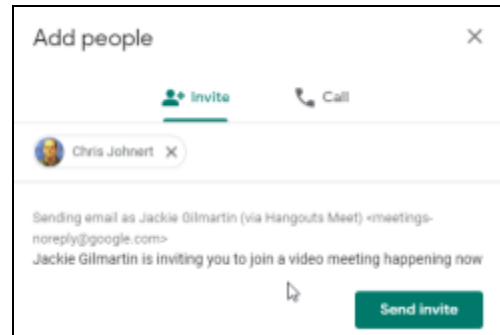 Add people
Invite
Call
Chris Johnert
Sending email as Jackie Gilmartin (via Hangouts Meet) <meetings-
noreply@google.com>
Jackie Gilmartin is inviting you to join a video meeting happening now
Send invite